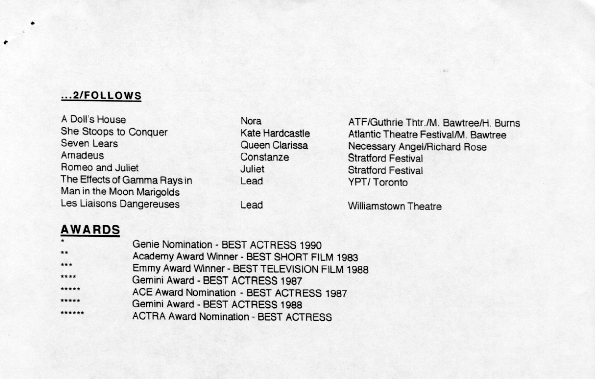 ...2/FOLLOWS
A Doll's House Nora ATF/Guthrie Thtr./M. Bawtree/H. Burns
She Stoops to Conquer Kate Hardcastle Atlantic Theatre Festival/M. Bawtree
Seven Lears Queen Clarissa Necessary Angel/Richard Rose
Amadeus Constanze Stratford Festival
Romeo and Juliet Juliet Stratford Festival
The Effects of Gamma Rays in Lead YPT/ Toronto
Man in the Moon Marigolds
Les Liaisons Dangereuses Lead Williamstown Theatre
AWARDS
* Genie Nomination - BEST ACTRESS 1990
** Academy Award Winner - BEST SHORT FILM 1983
*** Emmy Award Winner - BEST TELEVISION FILM 1988
**** Gemini Award - BEST ACTRESS 1987
***** ACE Award Nomination - BEST ACTRESS 1987
***** Gemini Award - BEST ACTRESS 1988
****** ACTRA Award Nomination - BEST ACTRESS